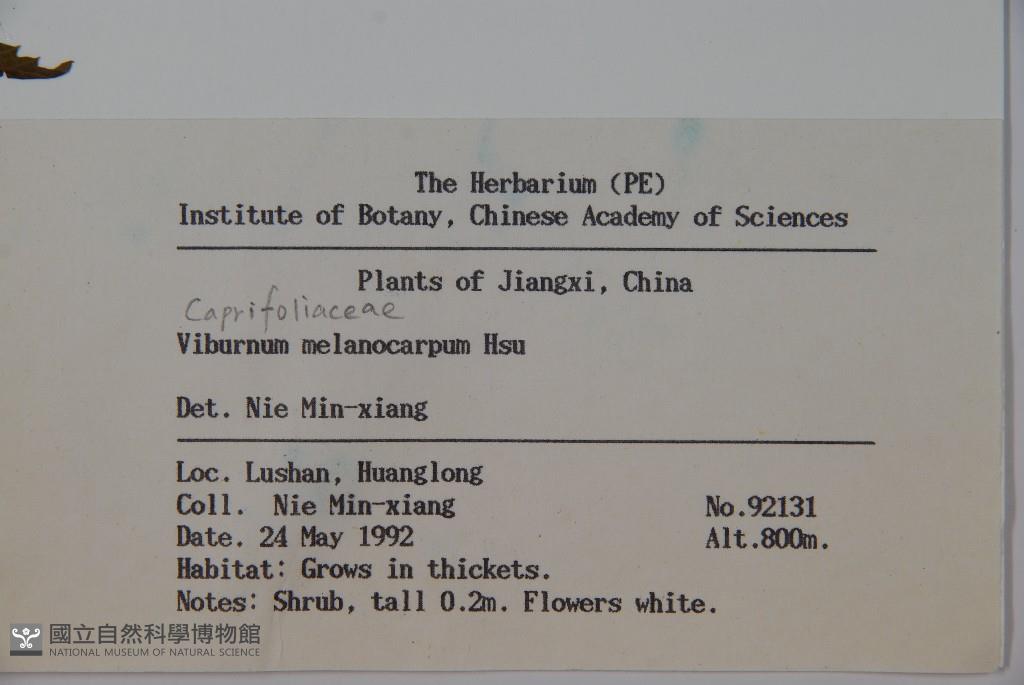 The Herbarium (PE)
Institute of Botany, Chinese Academy of Sciences
Plants of Jiangxi, China
Caprifoliaceae
Viburnum melanocarpum Hsu
Det. Nie Min-xiang
Loc. Lushan, Huanglong
Coll. Nie Min-xiang No.92131
Date. 24 May 1992 Alt.800m.
Habitat: Grows in thickets.
Notes: Shrub, tall 0.2m. Flowers white.
國立自然科學博物館
NATIONAL MUSEUM OF NATURAL SCIENCE